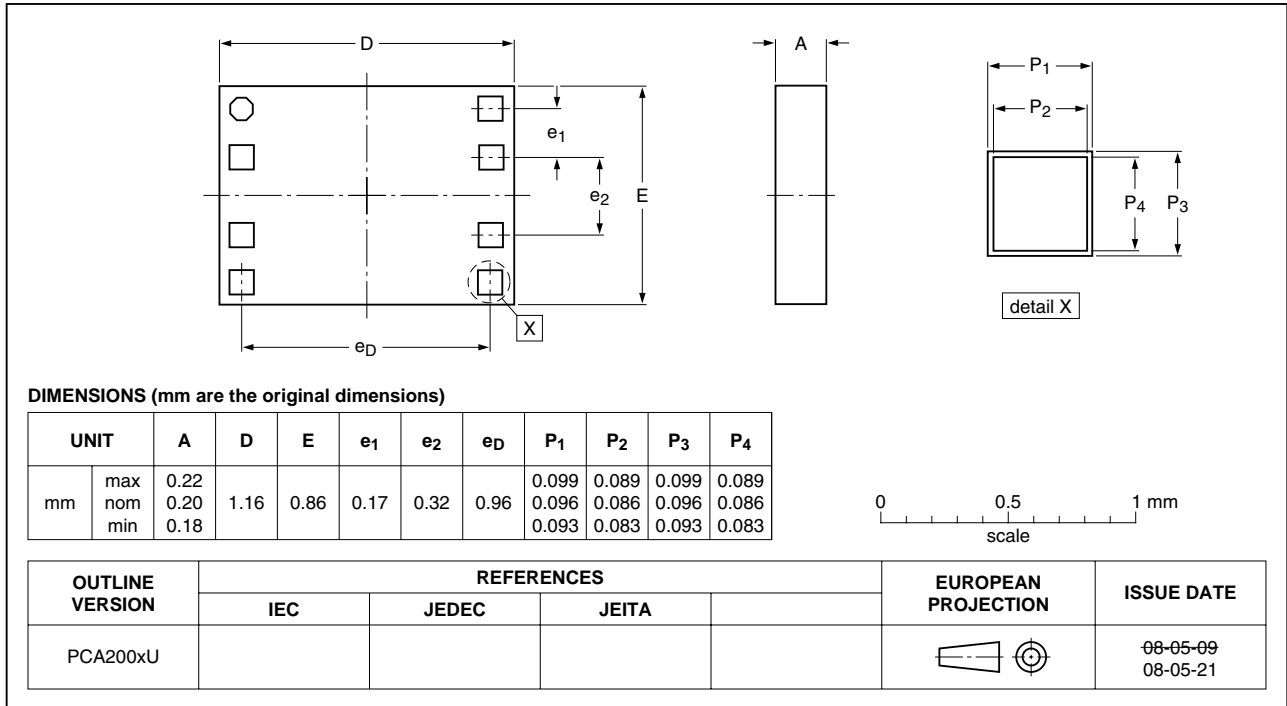 D
A
P1
P2
e1
e2
E
P4
P3
X
eD
detail X
DIMENSIONS (mm are the original dimensions)
UNIT A D E e1 e2 eD P1 P2 P3 P4
mm
max 0.22 0.099 0.089 0.099 0.089
nom 0.20 1.16 0.86 0.17 0.32 0.96 0.096 0.086 0.096 0.086
min 0.18 0.093 0.083 0.093 0.083
0 0.5 1 mm
scale
OUTLINE VERSION
REFERENCES
IEC JEDEC JEITA
EUROPEAN PROJECTION
ISSUE DATE
PCA200xU
08-05-09
08-05-21